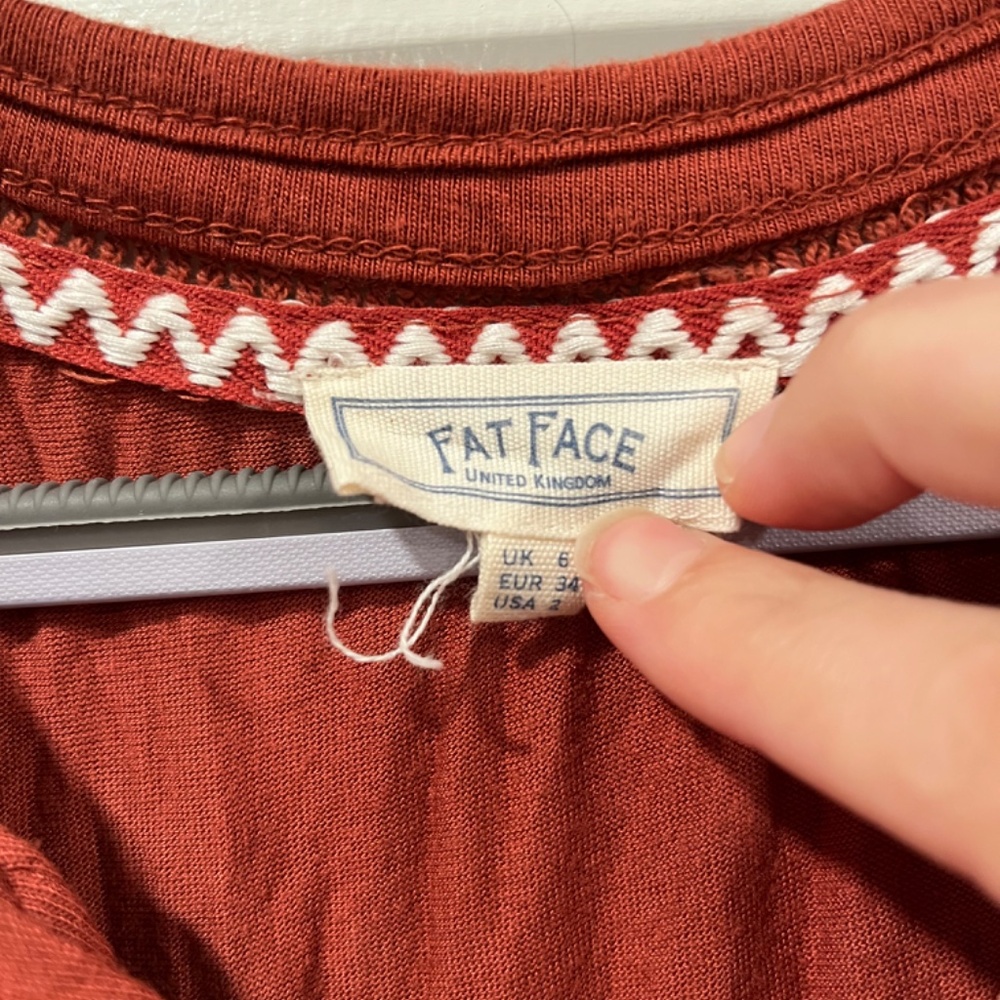 FAT FACE
UNITED KINGDOM
UK 6
EUR 34
USA 2